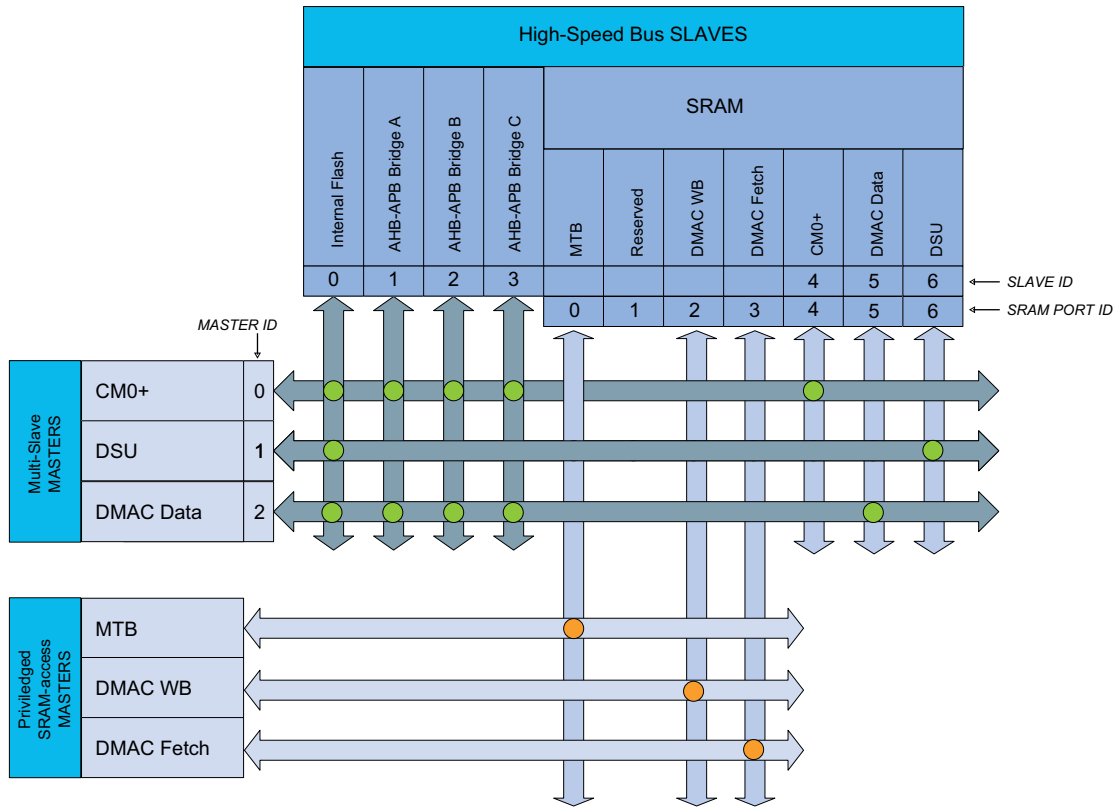 High-Speed Bus SLAVES
SRAM
Internal Flash
AHB-APB Bridge A
AHB-APB Bridge B
AHB-APB Bridge C
MTB
Reserved
DMAC WB
DMAC Fetch
CM0+
DMAC Data
DSU
0 1 2 3 4 5 6 SLAVE ID
0 1 2 3 4 5 6 SRAM PORT ID
MASTER ID
Multi-Slave
MASTERS
CM0+ 0
DSU 1
DMAC Data 2
Priviledged
SRAM-access
MASTERS
MTB
DMAC WB
DMAC Fetch